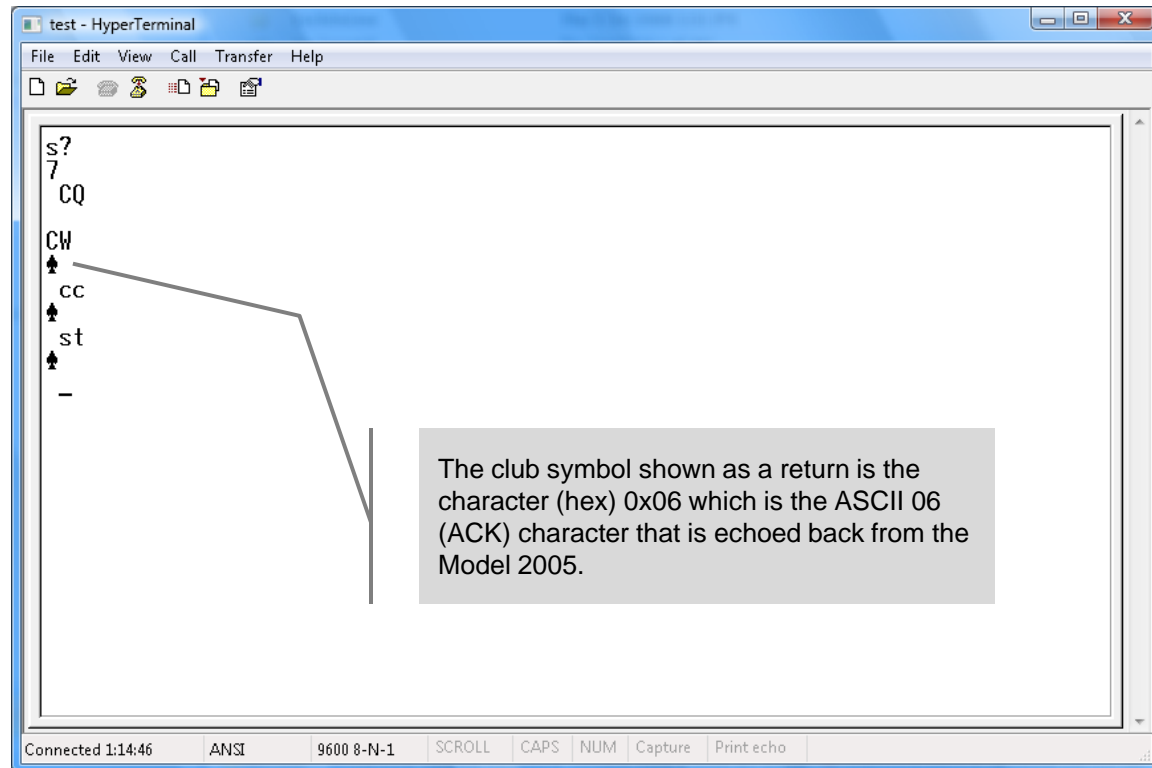 test - HyperTerminal
File Edit View Call Transfer Help
s?
7
CQ
CW
♠
cc
♠
st
♠
_
The club symbol shown as a return is the
character (hex) 0x06 which is the ASCII 06
(ACK) character that is echoed back from the
Model 2005.
Connected 1:14:46 ANSI 9600 8-N-1 SCROLL CAPS NUM Capture Print echo